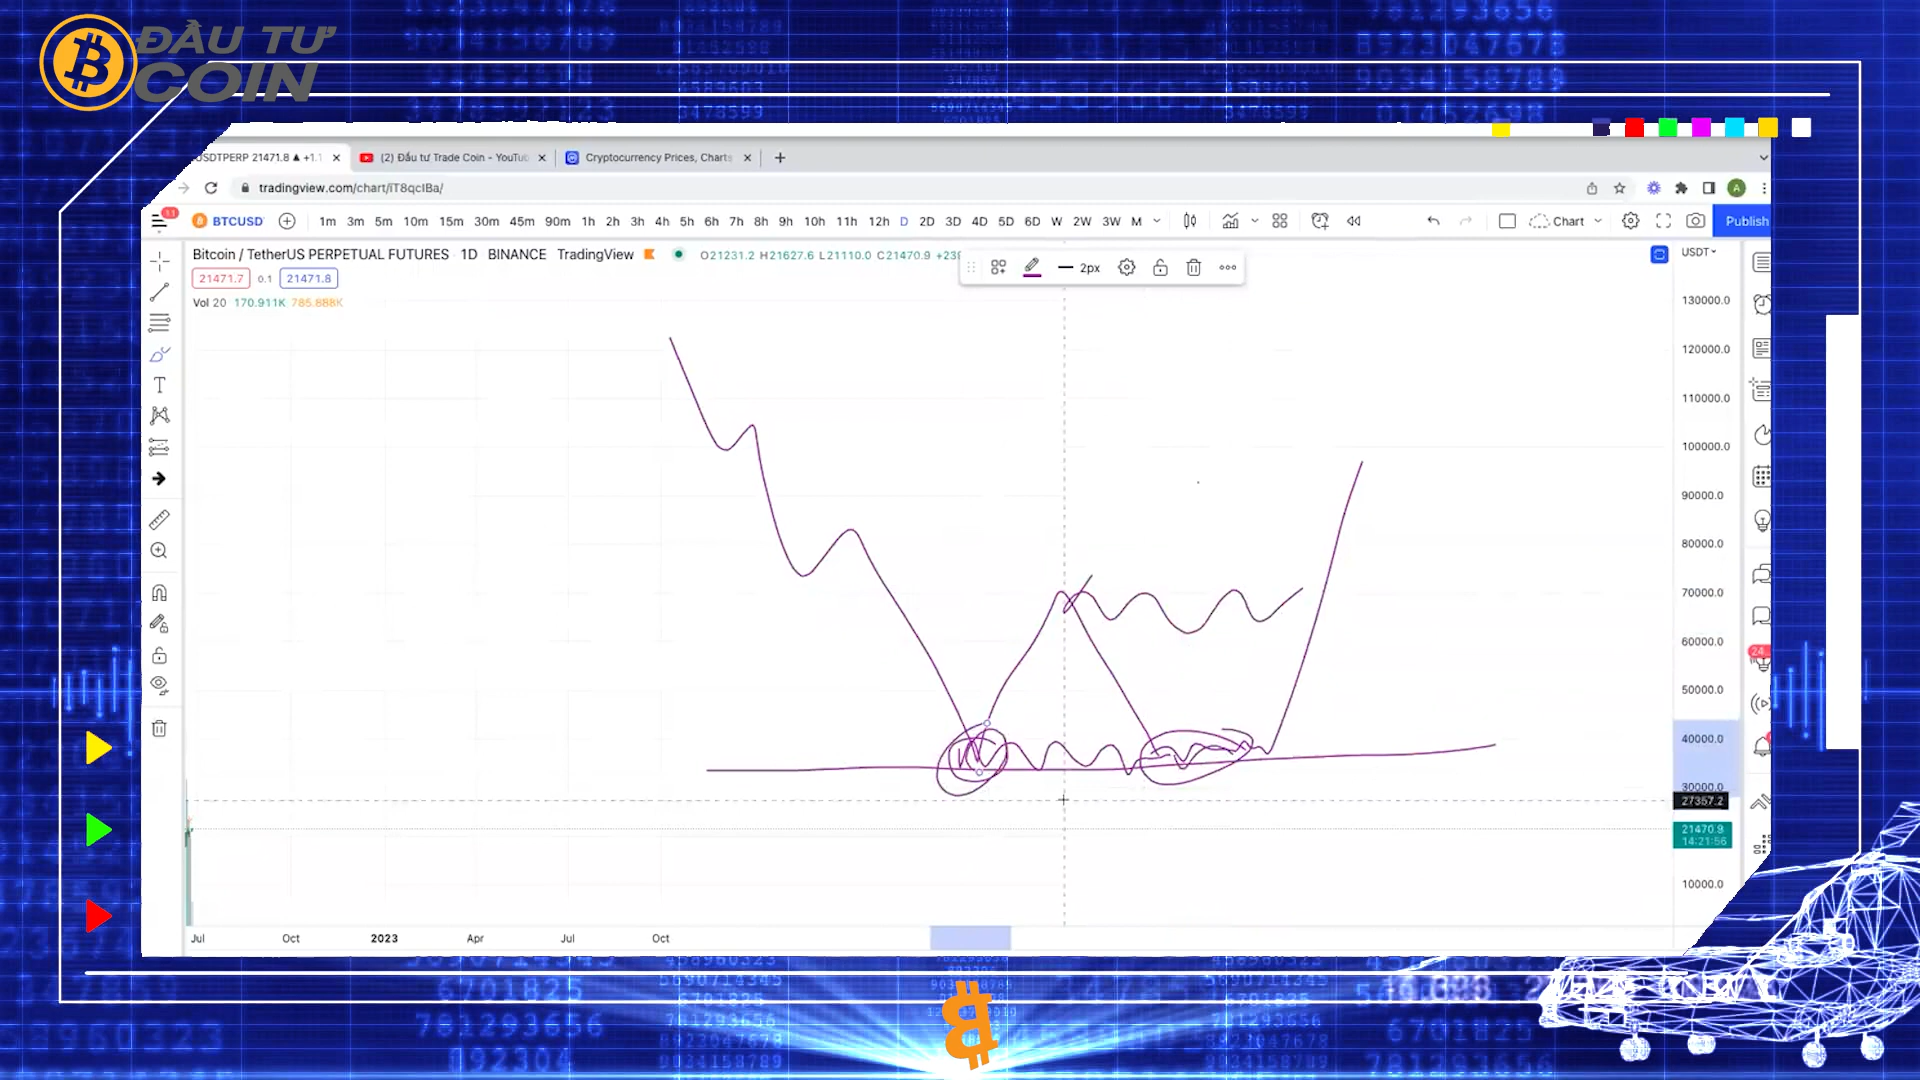 ĐẦU TƯ
COIN
USDTPERP 21471.8 ▲ +1.1
(2) Đầu tư Trade Coin - YouTub
Cryptocurrency Prices, Charts
tradingview.com/chart/iT8qcIBa/
11
BTCUSD 1m 3m 5m 10m 15m 30m 45m 90m 1h 2h 3h 4h 5h 6h 7h 8h 9h 10h 11h 12h D 2D 3D 4D 5D 6D W 2W 3W M Chart Publish
Bitcoin / TetherUS PERPETUAL FUTURES 1D BINANCE TradingView O21231.2 H21627.6 L21110.0 C21470.9
2px
USDT
21471.7 0.1 21471.8
Vol 20 170.911K 785.888K
130000.0
120000.0
110000.0
100000.0
90000.0
80000.0
70000.0
60000.0
50000.0
40000.0
30000.0
27357.2
21470.9
14:21:56
10000.0
Jul Oct 2023 Apr Jul Oct